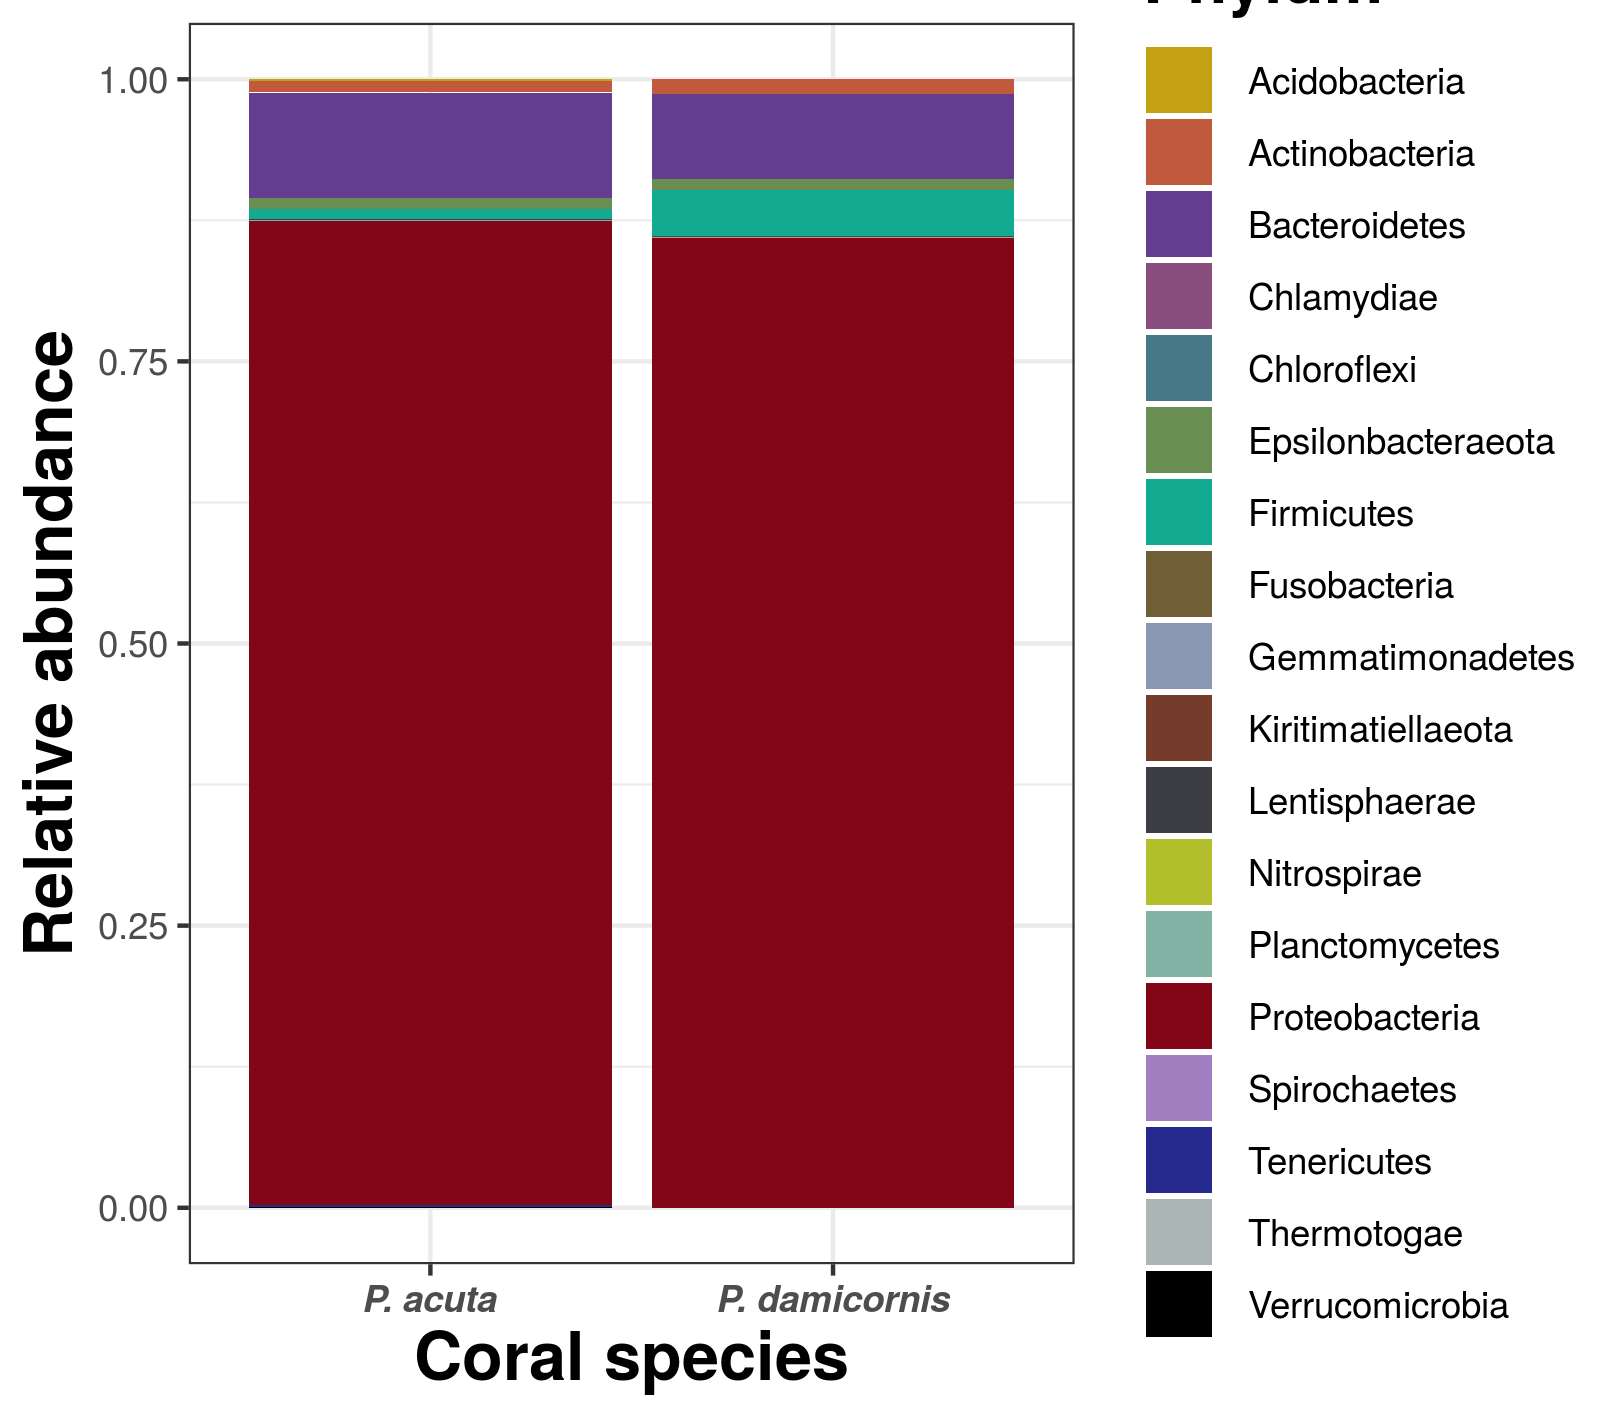 Phylum
Acidobacteria
Actinobacteria
Bacteroidetes
Chlamydiae
Chloroflexi
Epsilonbacteraeota
Firmicutes
Fusobacteria
Gemmatimonadetes
Kiritimatiellaeota
Lentisphaerae
Nitrospirae
Planctomycetes
Proteobacteria
Spirochaetes
Tenericutes
Thermotogae
Verrucomicrobia
1.00
0.75
0.50
0.25
0.00
Relative abundance
P. acuta
P. damicornis
Coral species